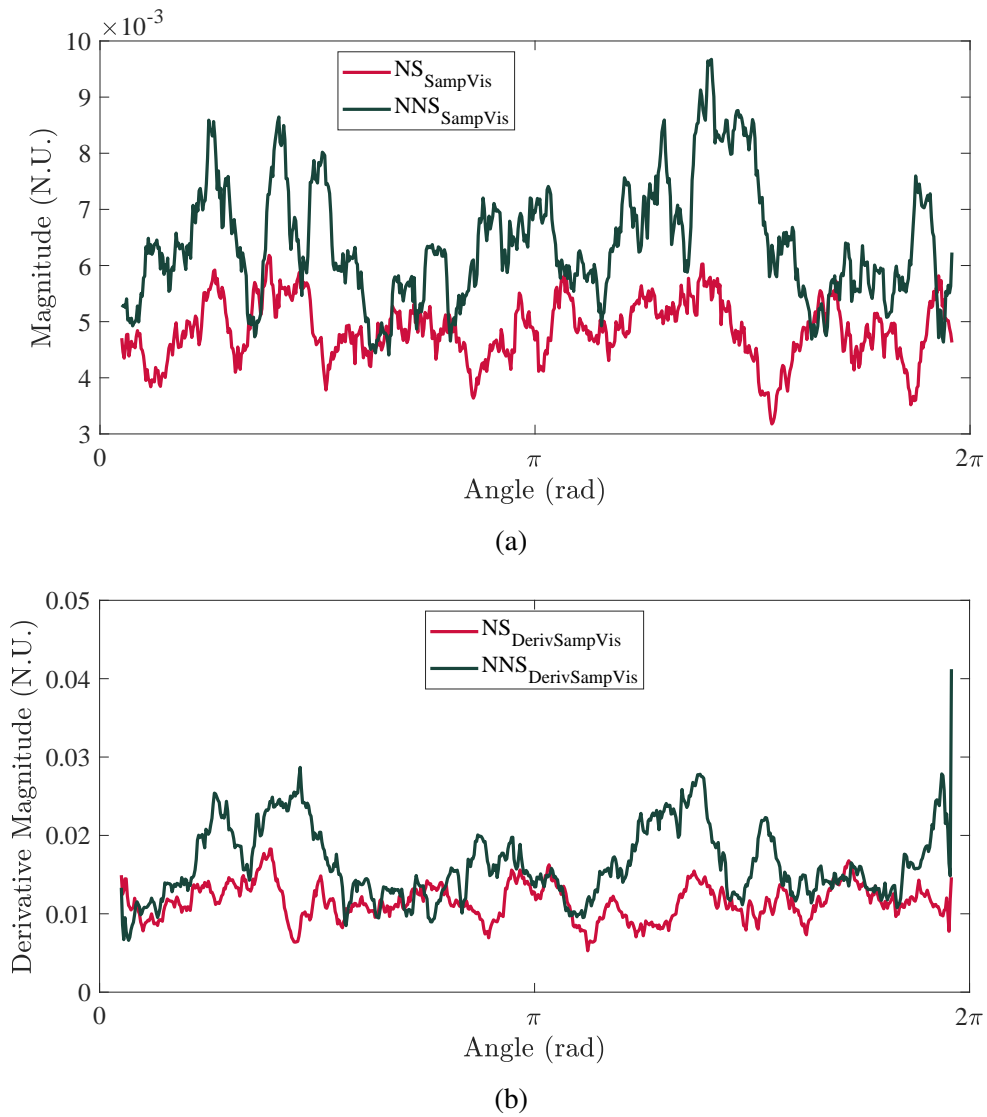 ×10⁻³
10
9
8
7
6
5
4
3
Magnitude (N.U.)
NS_SampVis
NNS_SampVis
0
π
2π
Angle (rad)
(a)
0.05
0.04
0.03
0.02
0.01
0
Derivative Magnitude (N.U.)
NS_DerivSampVis
NNS_DerivSampVis
0
π
2π
Angle (rad)
(b)